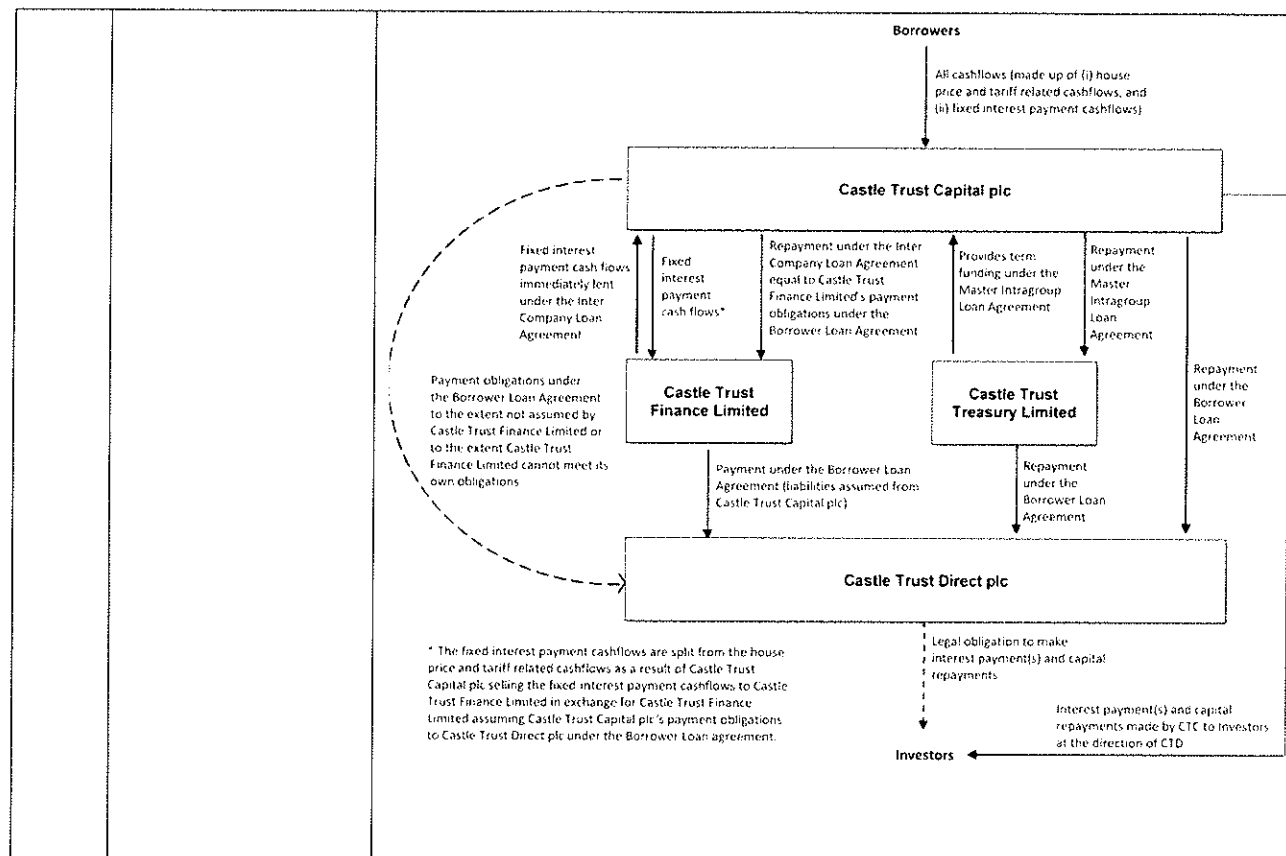 Borrowers
All cashflows (made up of (i) house
price and tariff related cashflows, and
(ii) fixed interest payment cashflows)
Castle Trust Capital plc
Fixed interest
payment cash flows
immediately lent
under the Inter
Company Loan
Agreement
Fixed
interest
payment
cash flows*
Repayment under the Inter
Company Loan Agreement
equal to Castle Trust
Finance Limited's payment
obligations under the
Borrower Loan Agreement
Provides term
funding under the
Master Intragroup
Loan Agreement
Repayment
under the
Master
Intragroup
Loan
Agreement
Repayment
under the
Borrower
Loan
Agreement
Payment obligations under
the Borrower Loan Agreement
to the extent not assumed by
Castle Trust Finance Limited or
to the extent Castle Trust
Finance Limited cannot meet its
own obligations
Castle Trust
Finance Limited
Castle Trust
Treasury Limited
Payment under the Borrower Loan
Agreement (liabilities assumed from
Castle Trust Capital plc)
Repayment
under the
Borrower Loan
Agreement
Castle Trust Direct plc
* The fixed interest payment cashflows are split from the house
price and tariff related cashflows as a result of Castle Trust
Capital plc selling the fixed interest payment cashflows to Castle
Trust Finance Limited in exchange for Castle Trust Finance
Limited assuming Castle Trust Capital plc's payment obligations
to Castle Trust Direct plc under the Borrower Loan agreement.
Legal obligation to make
interest payment(s) and capital
repayments
Interest payment(s) and capital
repayments made by CTC to Investors
at the direction of CTD
Investors